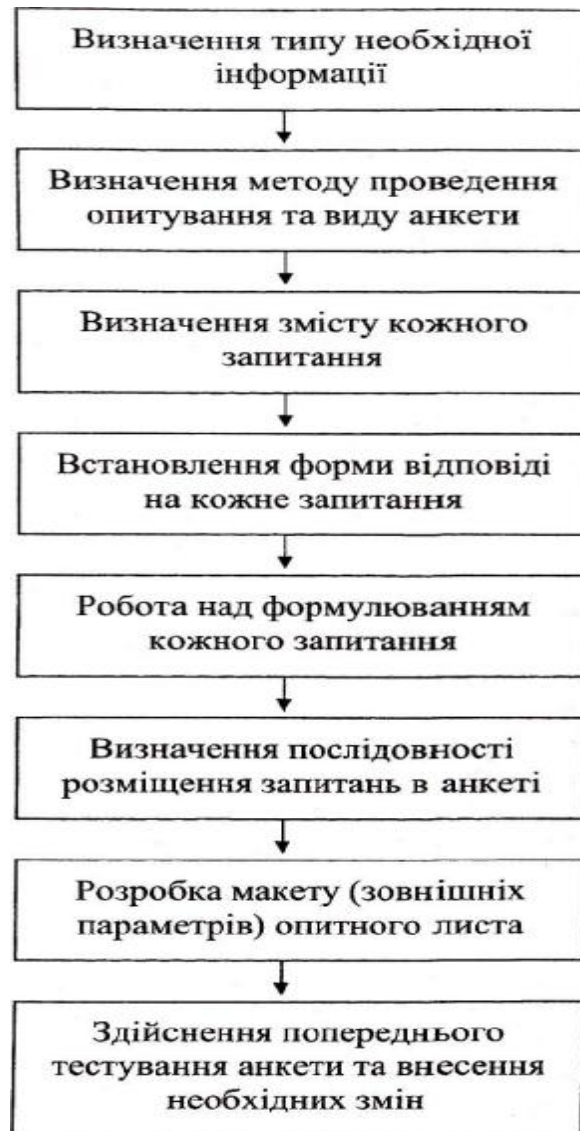 Визначення типу необхідної
інформації
Визначення методу проведення
опитування та виду анкети
Визначення змісту кожного
запитання
Встановлення форми відповіді
на кожне запитання
Робота над формулюванням
кожного запитання
Визначення послідовності
розміщення запитань в анкеті
Розробка макету (зовнішніх
параметрів) опитного листа
Здійснення попереднього
тестування анкети та внесення
необхідних змін